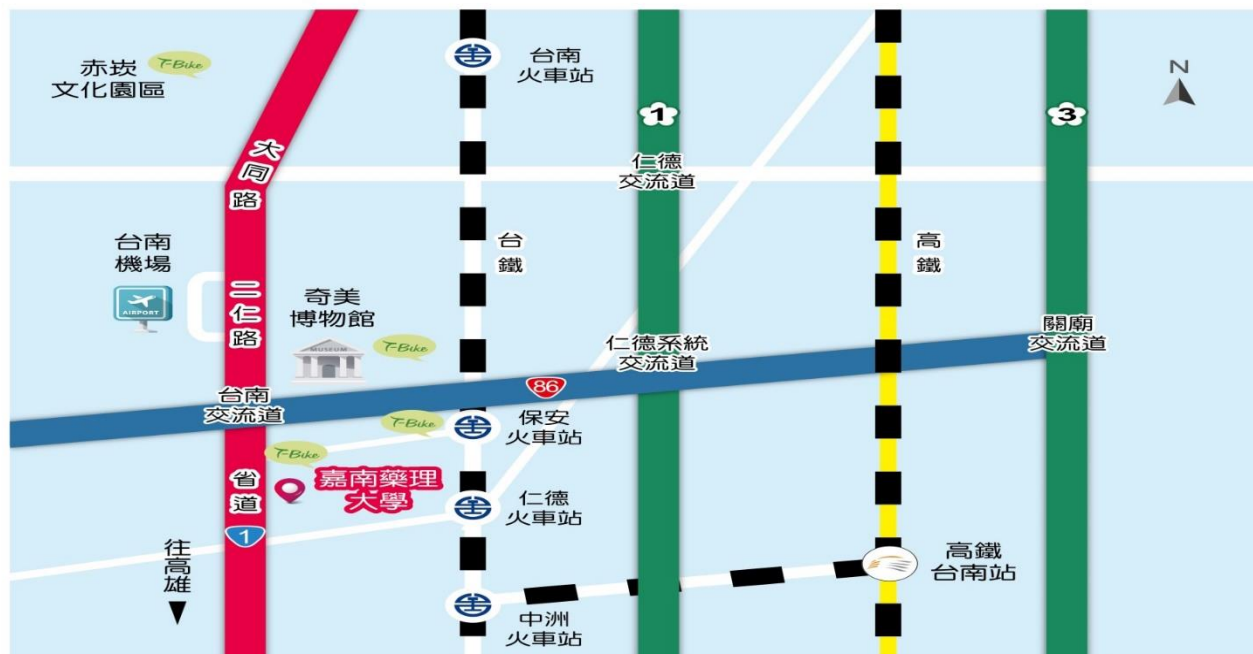 赤崁
文化園區
T-Bike
台南
火車站
N
1
3
大同路
仁德
交流道
台南
機場
AIRPORT
二仁路
奇美
博物館
MUSEUM
T-Bike
台鐵
高鐵
仁德系統
交流道
關廟
交流道
台南
交流道
86
T-Bike
保安
火車站
T-Bike
省道
嘉南藥理
大學
仁德
火車站
1
往高雄
高鐵
台南站
中洲
火車站